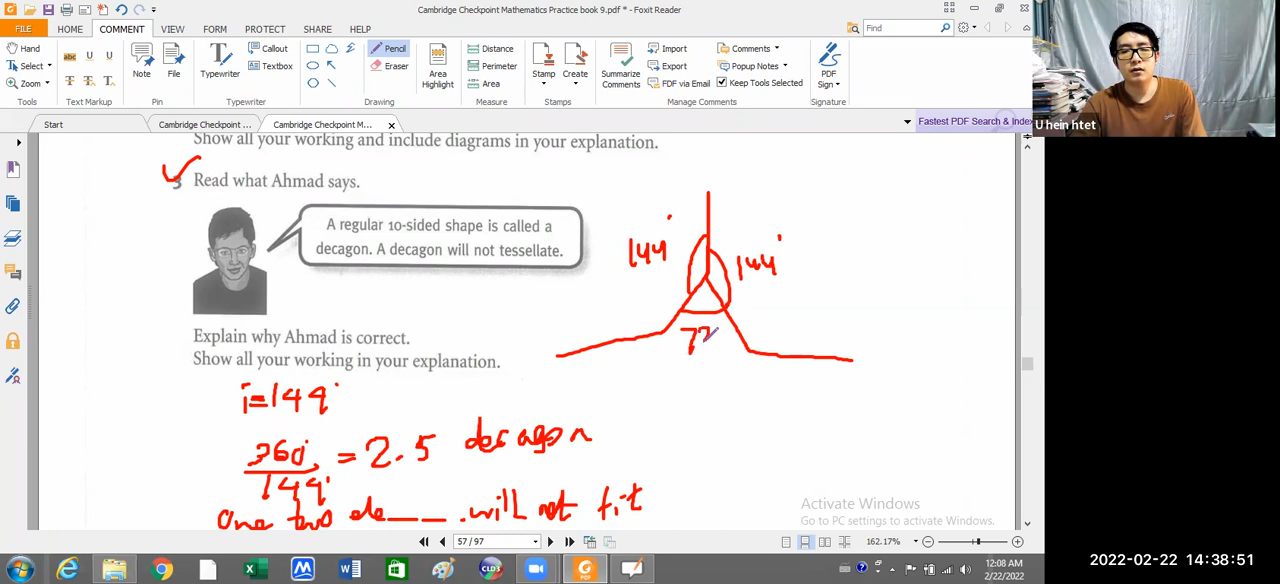 Cambridge Checkpoint Mathematics Practice book 9.pdf * - Foxit Reader
FILE HOME COMMENT VIEW FORM PROTECT SHARE HELP
Find
Hand
Select
Zoom
Tools
Text Markup
Note
File
Pin
Typewriter
Callout
Textbox
Typewriter
Pencil
Eraser
Drawing
Area Highlight
Distance
Perimeter
Area
Measure
Stamp
Create
Stamps
Summarize Comments
Import
Export
FDF via Email
Comments
Popup Notes
Keep Tools Selected
Manage Comments
PDF Sign
Signature
Start
Cambridge Checkpoint ...
Cambridge Checkpoint M...
Fastest PDF Search & Index
U hein htet
Show all your working and include diagrams in your explanation.
3 Read what Ahmad says.
A regular 10-sided shape is called a
decagon. A decagon will not tessellate.
Explain why Ahmad is correct.
Show all your working in your explanation.
144°
144°
i=144°
360° = 2.5 decagon
144°
will not fit
Activate Windows
Go to PC settings to activate Windows.
57 / 97
162.17%
CLD3
12:08 AM
2/22/2022
2022-02-22 14:38:51